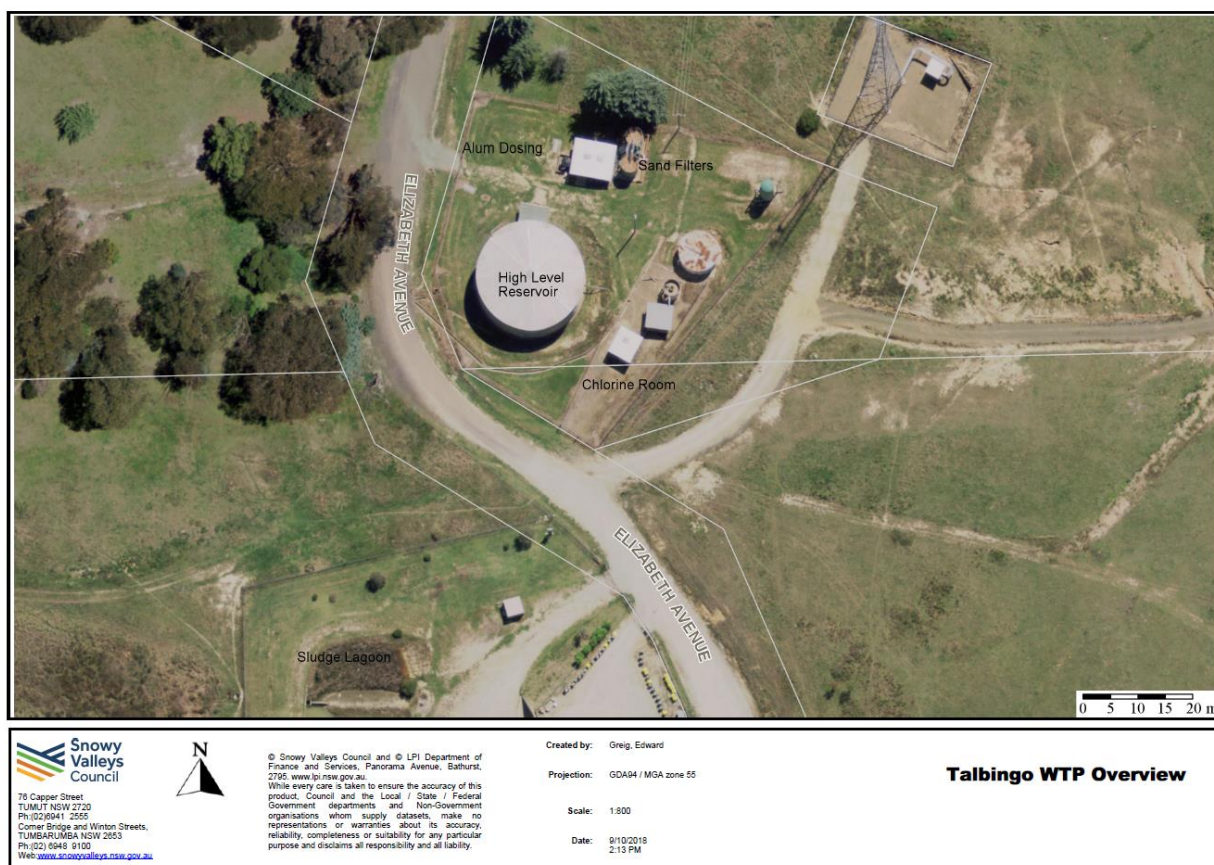 ELIZABETH AVENUE
Alum Dosing
Sand Filters
High Level
Reservoir
Chlorine Room
ELIZABETH AVENUE
Sludge Lagoon
0 5 10 15 20 m
Snowy
Valleys
Council
76 Capper Street
TUMUT NSW 2720
Ph:(02)6941 2555
Corner Bridge and Winton Streets,
TUMBARUMBA NSW 2653
Ph:(02) 6948 9100
Web:www.snowyvalleys.nsw.gov.au
N
© Snowy Valleys Council and © LPI Department of
Finance and Services, Panorama Avenue, Bathurst,
2795. www.lpi.nsw.gov.au.
While every care is taken to ensure the accuracy of this
product, Council and the Local / State / Federal
Government departments and Non-Government
organisations whom supply datasets, make no
representations or warranties about its accuracy,
reliability, completeness or suitability for any particular
purpose and disclaims all responsibility and all liability.
Created by: Greig, Edward
Projection: GDA94 / MGA zone 55
Scale: 1:800
Date: 9/10/2018
2:13 PM
Talbingo WTP Overview